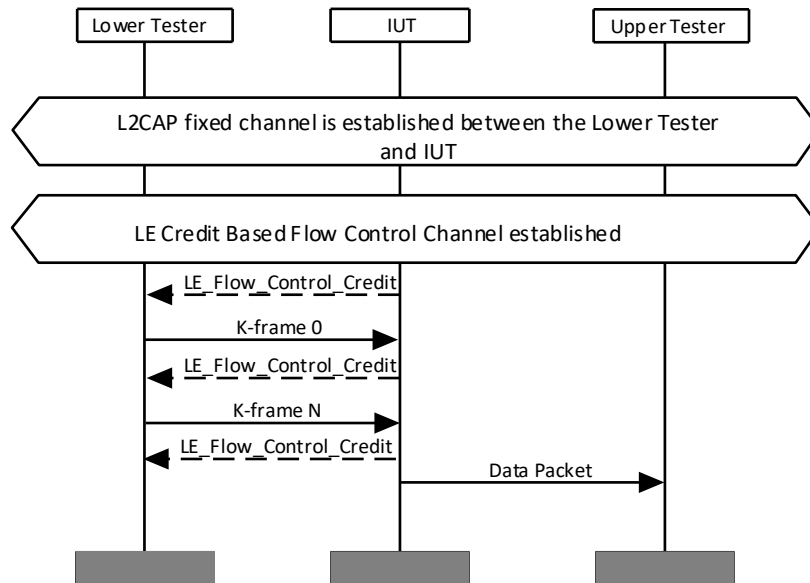 Lower Tester
IUT
Upper Tester
L2CAP fixed channel is established between the Lower Tester
and IUT
LE Credit Based Flow Control Channel established
LE_Flow_Control_Credit
K-frame 0
LE_Flow_Control_Credit
K-frame N
LE_Flow_Control_Credit
Data Packet